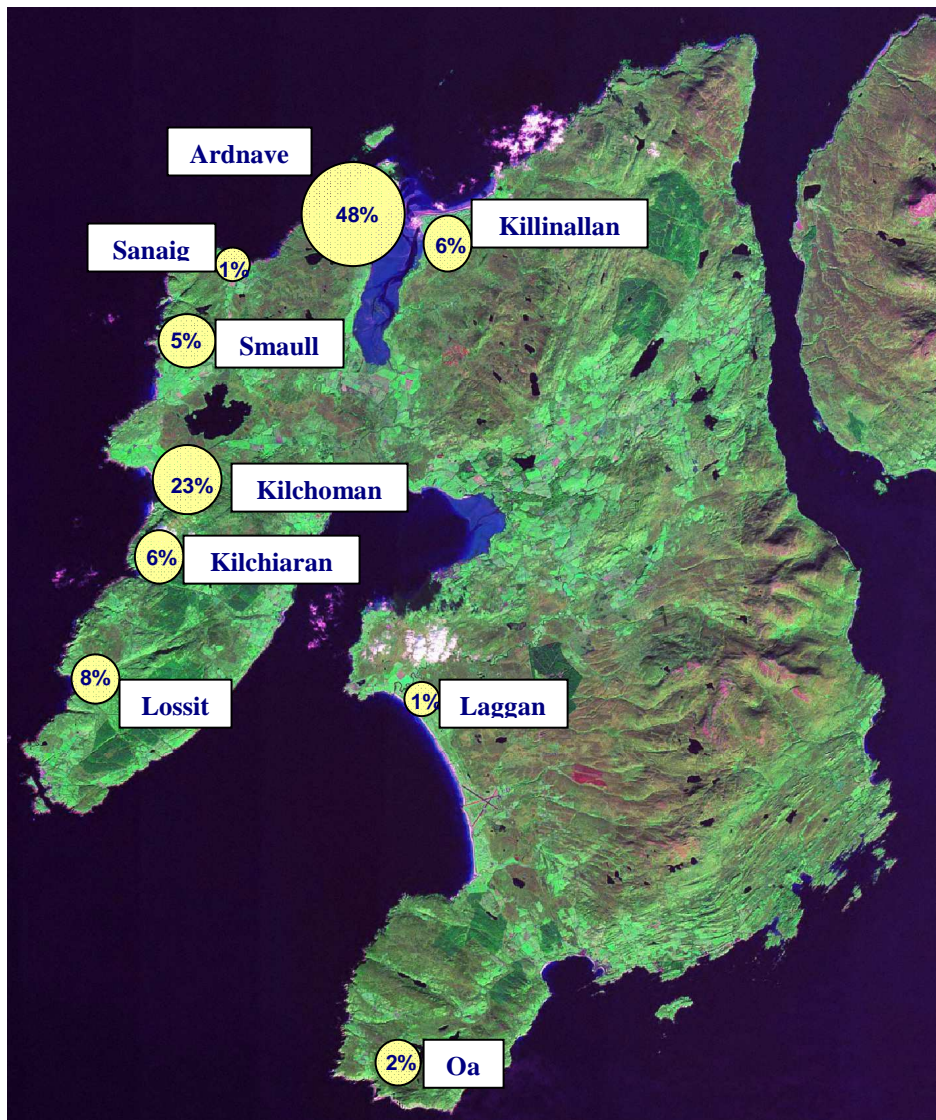 Ardnave
48%
Killinallan
6%
Sanaig
1%
Smaull
5%
Kilchoman
23%
Kilchiaran
6%
Lossit
8%
Laggan
1%
Oa
2%